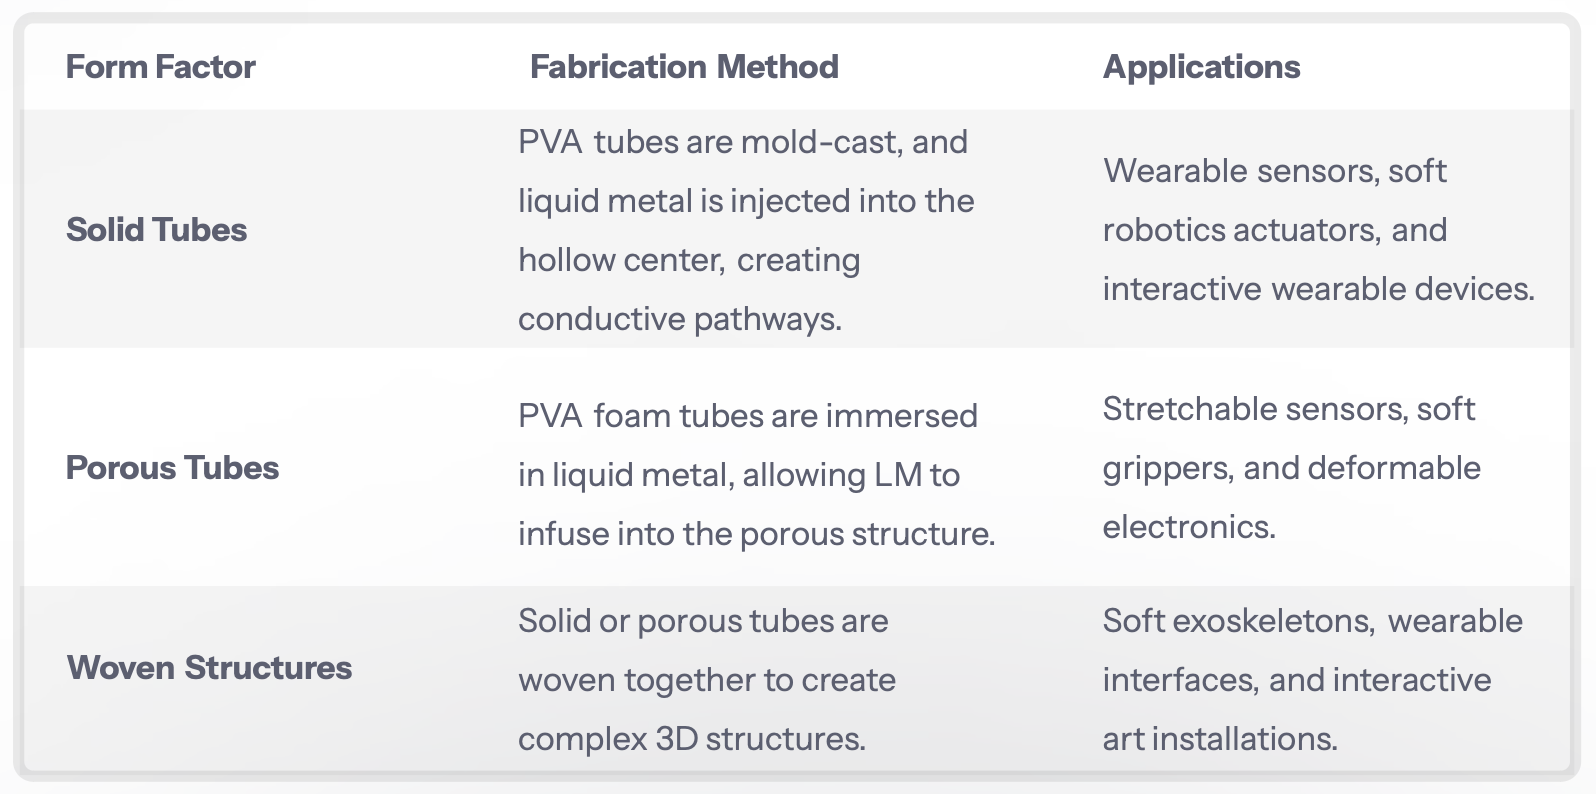 Form Factor
Fabrication Method
Applications
Solid Tubes
PVA tubes are mold-cast, and
liquid metal is injected into the
hollow center, creating
conductive pathways.
Wearable sensors, soft
robotics actuators, and
interactive wearable devices.
Porous Tubes
PVA foam tubes are immersed
in liquid metal, allowing LM to
infuse into the porous structure.
Stretchable sensors, soft
grippers, and deformable
electronics.
Woven Structures
Solid or porous tubes are
woven together to create
complex 3D structures.
Soft exoskeletons, wearable
interfaces, and interactive
art installations.